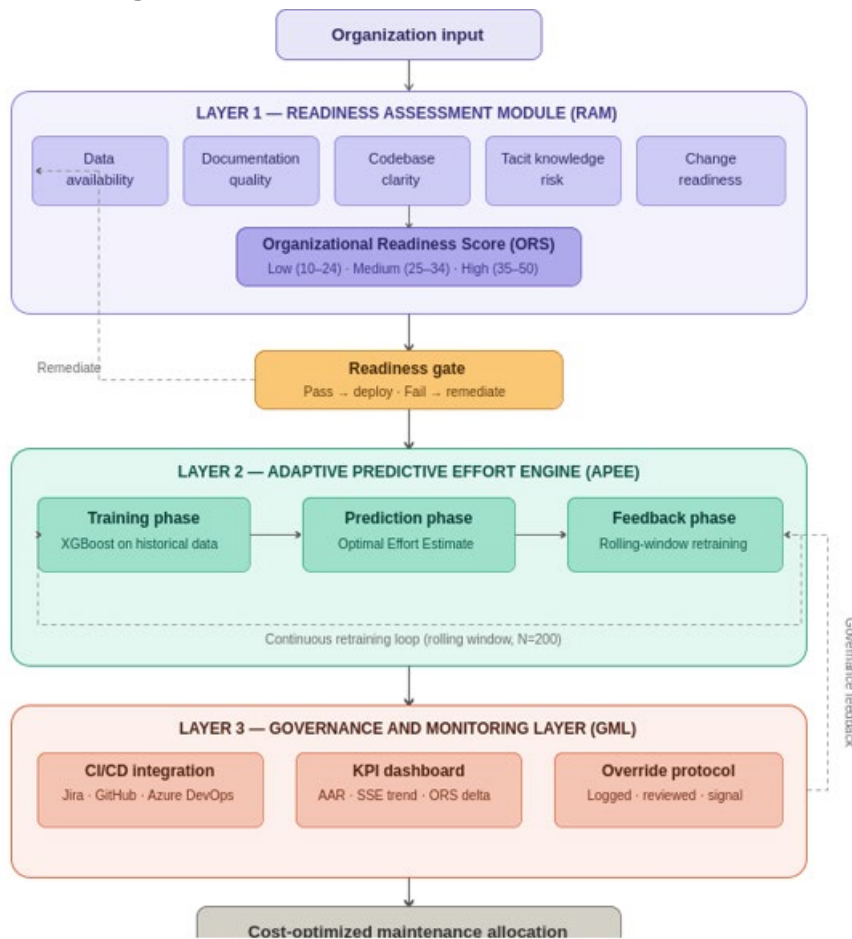 Organization input
LAYER 1 — READINESS ASSESSMENT MODULE (RAM)
Data
availability
Documentation
quality
Codebase
clarity
Tacit knowledge
risk
Change
readiness
Organizational Readiness Score (ORS)
Low (10–24) · Medium (25–34) · High (35–50)
Remediate
Readiness gate
Pass → deploy · Fail → remediate
LAYER 2 — ADAPTIVE PREDICTIVE EFFORT ENGINE (APEE)
Training phase
XGBoost on historical data
Prediction phase
Optimal Effort Estimate
Feedback phase
Rolling-window retraining
Continuous retraining loop (rolling window, N=200)
Governance feedback
LAYER 3 — GOVERNANCE AND MONITORING LAYER (GML)
CI/CD integration
Jira · GitHub · Azure DevOps
KPI dashboard
AAR · SSE trend · ORS delta
Override protocol
Logged · reviewed · signal
Cost-optimized maintenance allocation